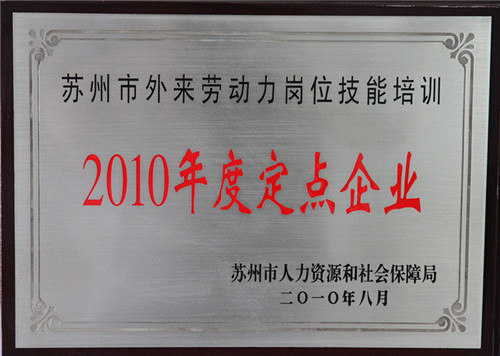 苏州市外来劳动力岗位技能培训
2010年度定点企业
苏州市人力资源和社会保障局
二〇一〇年八月